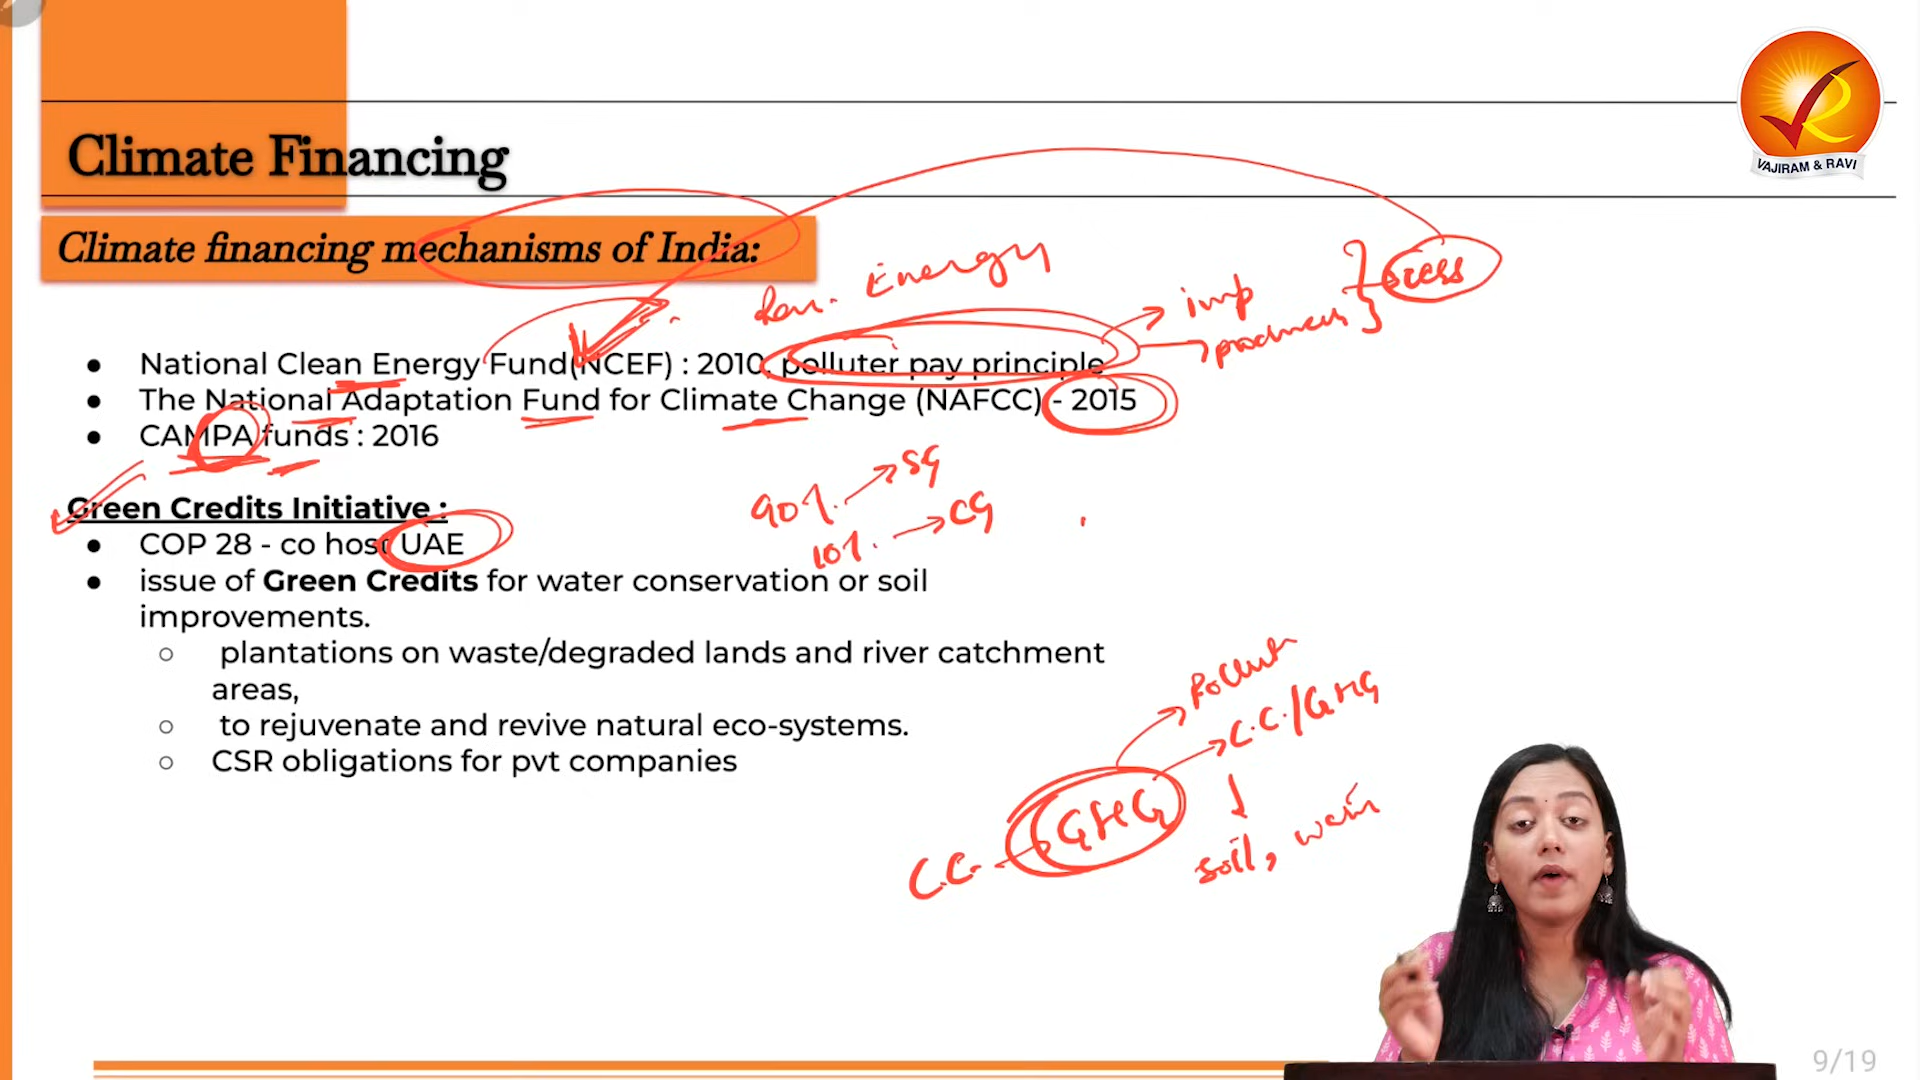 VAJIRAM & RAVI
Climate Financing
Climate financing mechanisms of India:
Ren. Energy
imp
producers
cess
● National Clean Energy Fund(NCEF) : 2010, polluter pay principle
● The National Adaptation Fund for Climate Change (NAFCC) - 2015
● CAMPA funds : 2016
90% → SG
10% → CG
Green Credits Initiative :
● COP 28 - co host UAE
● issue of Green Credits for water conservation or soil
improvements.
○ plantations on waste/degraded lands and river catchment
areas,
○ to rejuvenate and revive natural eco-systems.
○ CSR obligations for pvt companies
C.C./GHG
C.C. → GHG
soil,
9/19